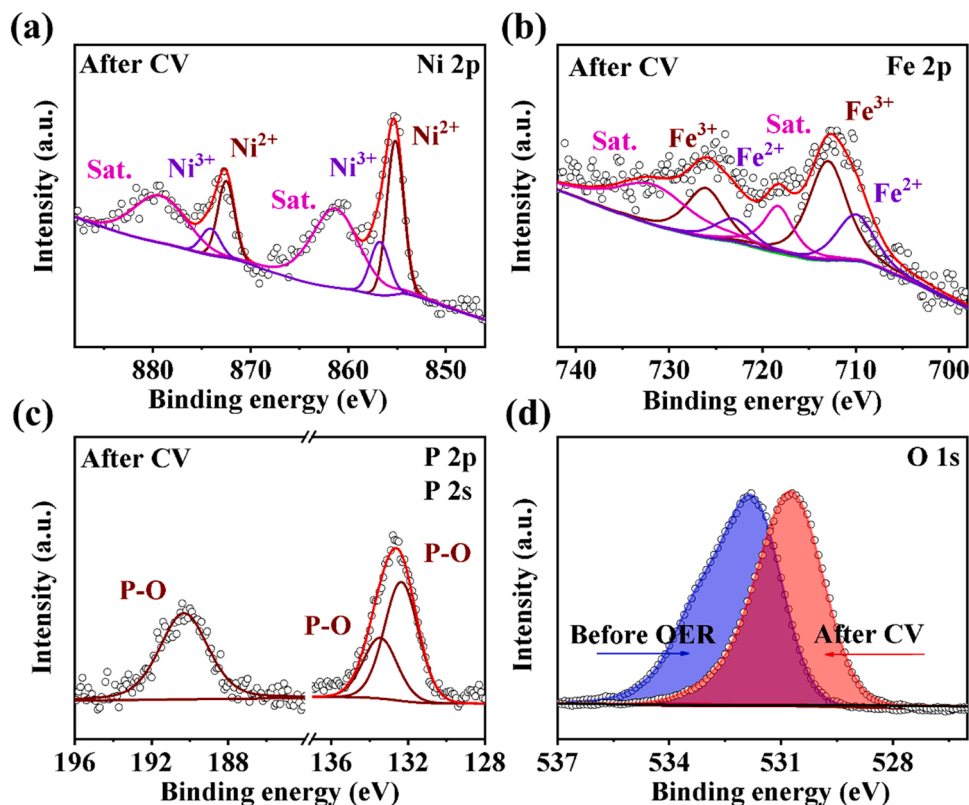 (a)
After CV
Ni 2p
Sat.
Ni³⁺
Ni²⁺
Sat.
Ni³⁺
Ni²⁺
Intensity (a.u.)
880 870 860 850
Binding energy (eV)
(b)
After CV
Fe 2p
Sat.
Fe³⁺
Fe²⁺
Sat.
Fe³⁺
Fe²⁺
Intensity (a.u.)
740 730 720 710 700
Binding energy (eV)
(c)
After CV
P 2p
P 2s
P-O
P-O
P-O
Intensity (a.u.)
196 192 188 136 132 128
Binding energy (eV)
(d)
O 1s
Before OER
After CV
Intensity (a.u.)
537 534 531 528
Binding energy (eV)